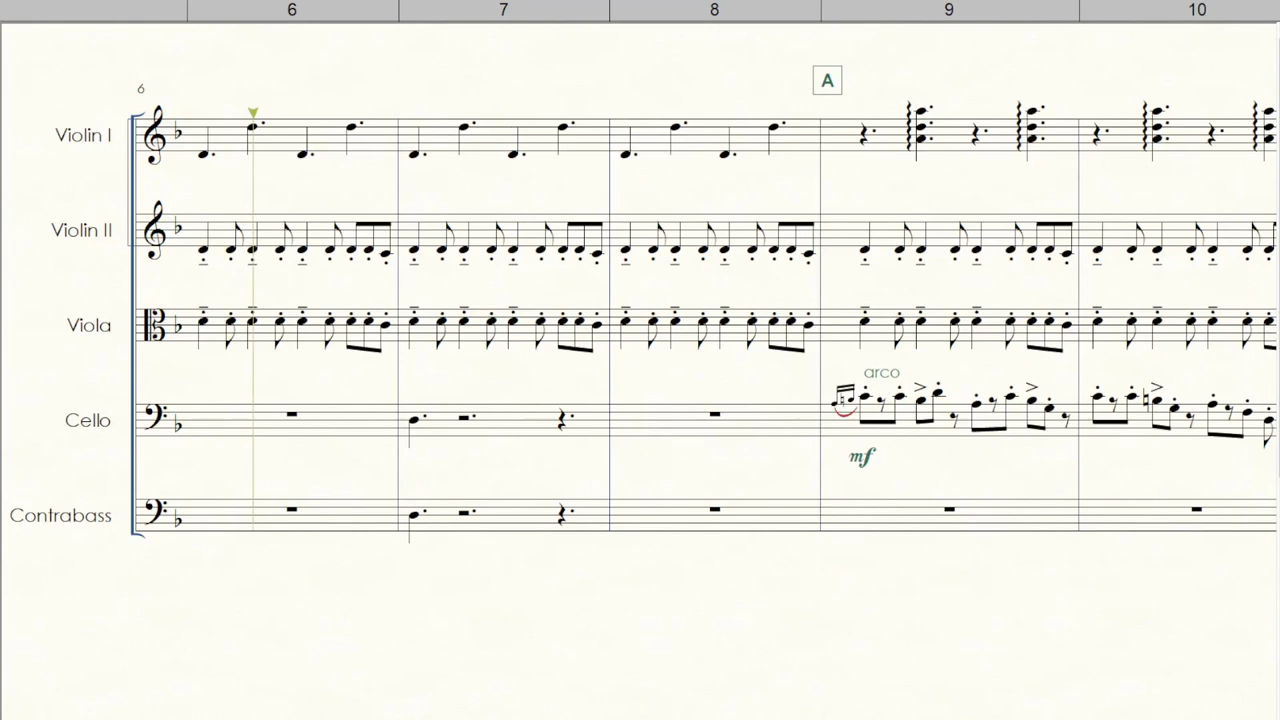 6 7 8 9 10
6
A
Violin I
Violin II
Viola
arco
Cello
mf
Contrabass